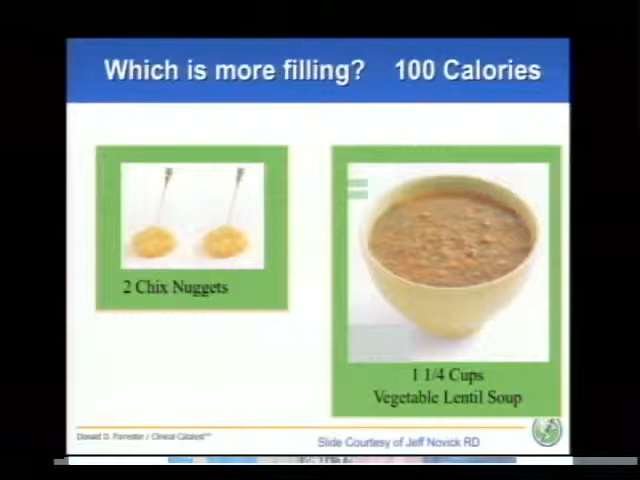 Which is more filling? 100 Calories
2 Chix Nuggets
1 1/4 Cups
Vegetable Lentil Soup
Donald D. Forrester / Clinical Catalyst
Slide Courtesy of Jeff Novick RD